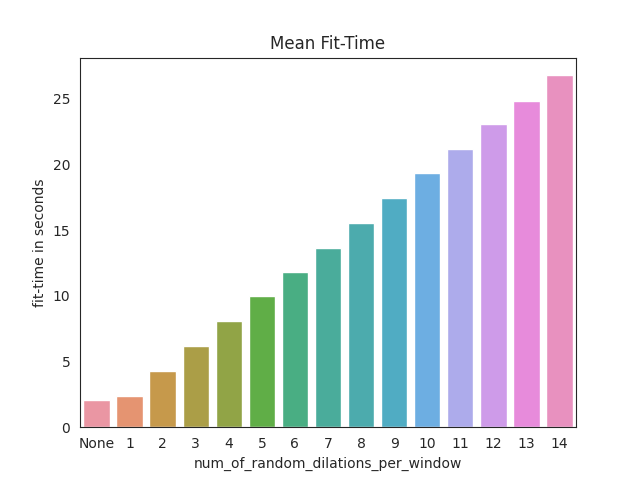 Mean Fit-Time
fit-time in seconds
25
20
15
10
5
0
None 1 2 3 4 5 6 7 8 9 10 11 12 13 14
num_of_random_dilations_per_window